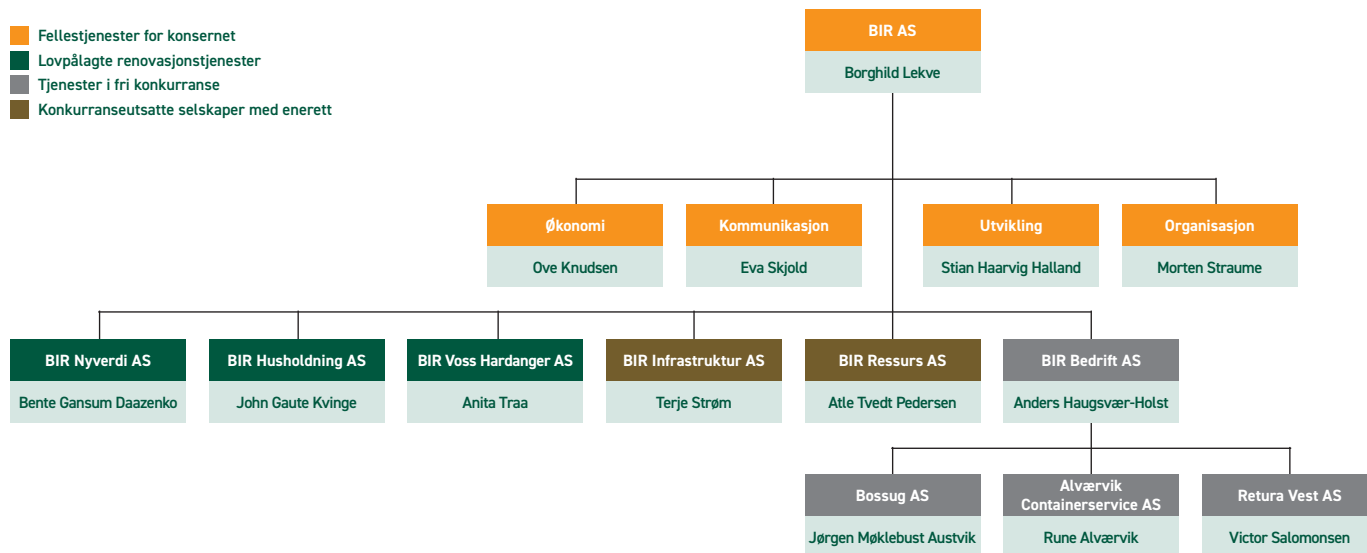 Fellestjenester for konsernet
Lovpålagte renovasjonstjenester
Tjenester i fri konkurranse
Konkurranseutsatte selskaper med enerett
BIR AS
Borghild Lekve
Økonomi
Ove Knudsen
Kommunikasjon
Eva Skjold
Utvikling
Stian Haarvig Halland
Organisasjon
Morten Straume
BIR Nyverdi AS
Bente Gansum Daazenko
BIR Husholdning AS
John Gaute Kvinge
BIR Voss Hardanger AS
Anita Traa
BIR Infrastruktur AS
Terje Strøm
BIR Ressurs AS
Atle Tvedt Pedersen
BIR Bedrift AS
Anders Haugsvær-Holst
Bossug AS
Jørgen Møklebust Austvik
Alværvik
Containerservice AS
Rune Alværvik
Retura Vest AS
Victor Salomonsen